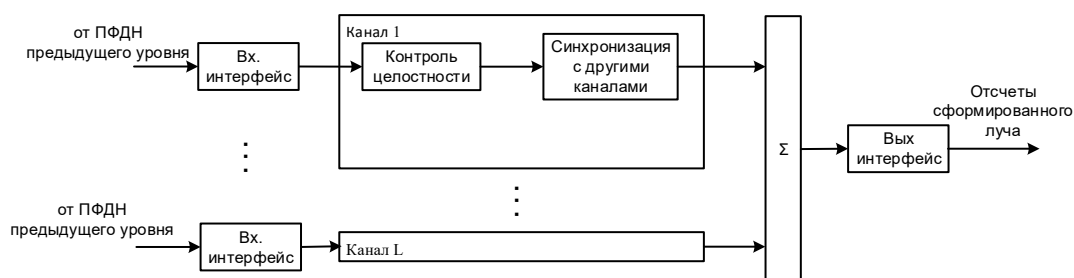 от ПФДН
предыдущего уровня
Вх.
интерфейс
Канал 1
Контроль
целостности
Синхронизация
с другими
каналами
Σ
Вых
интерфейс
Отсчеты
сформированного
луча
от ПФДН
предыдущего уровня
Вх.
интерфейс
Канал L